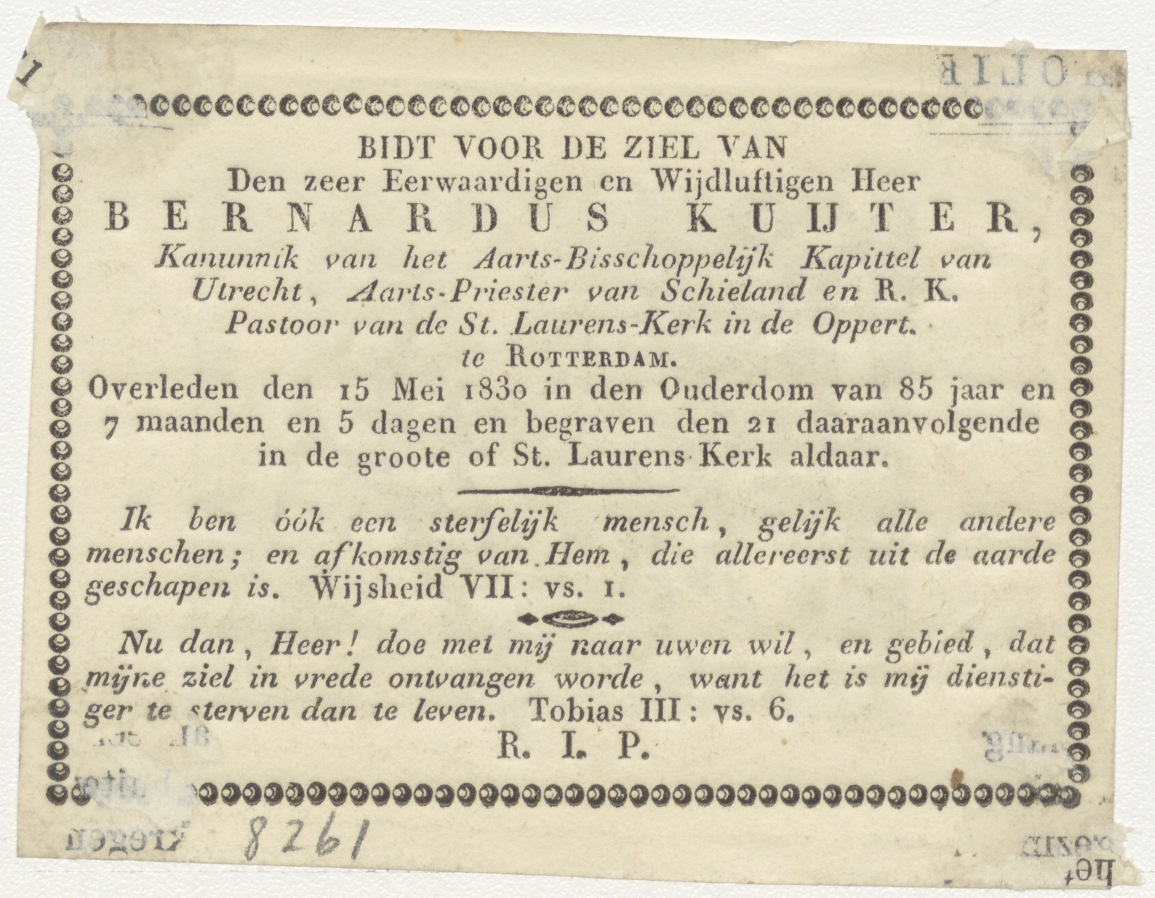 BIDT VOOR DE ZIEL VAN
Den zeer Eerwaardigen en Wijdluftigen Heer
BERNARDUS KUIJTER,
Kanunnik van het Aarts-Bisschoppelijk Kapittel van
Utrecht, Aarts-Priester van Schieland en R. K.
Pastoor van de St. Laurens-Kerk in de Oppert.
te ROTTERDAM.
Overleden den 15 Mei 1830 in den Ouderdom van 85 jaar en
7 maanden en 5 dagen en begraven den 21 daaraanvolgende
in de groote of St. Laurens Kerk aldaar.
Ik ben óók een sterfelijk mensch, gelijk alle andere
menschen; en afkomstig van Hem, die allereerst uit de aarde
geschapen is. Wijsheid VII: vs. 1.
Nu dan, Heer! doe met mij naar uwen wil, en gebied, dat
mijne ziel in vrede ontvangen worde, want het is mij diensti-
ger te sterven dan te leven. Tobias III: vs. 6.
R. I. P.
kregen 8261